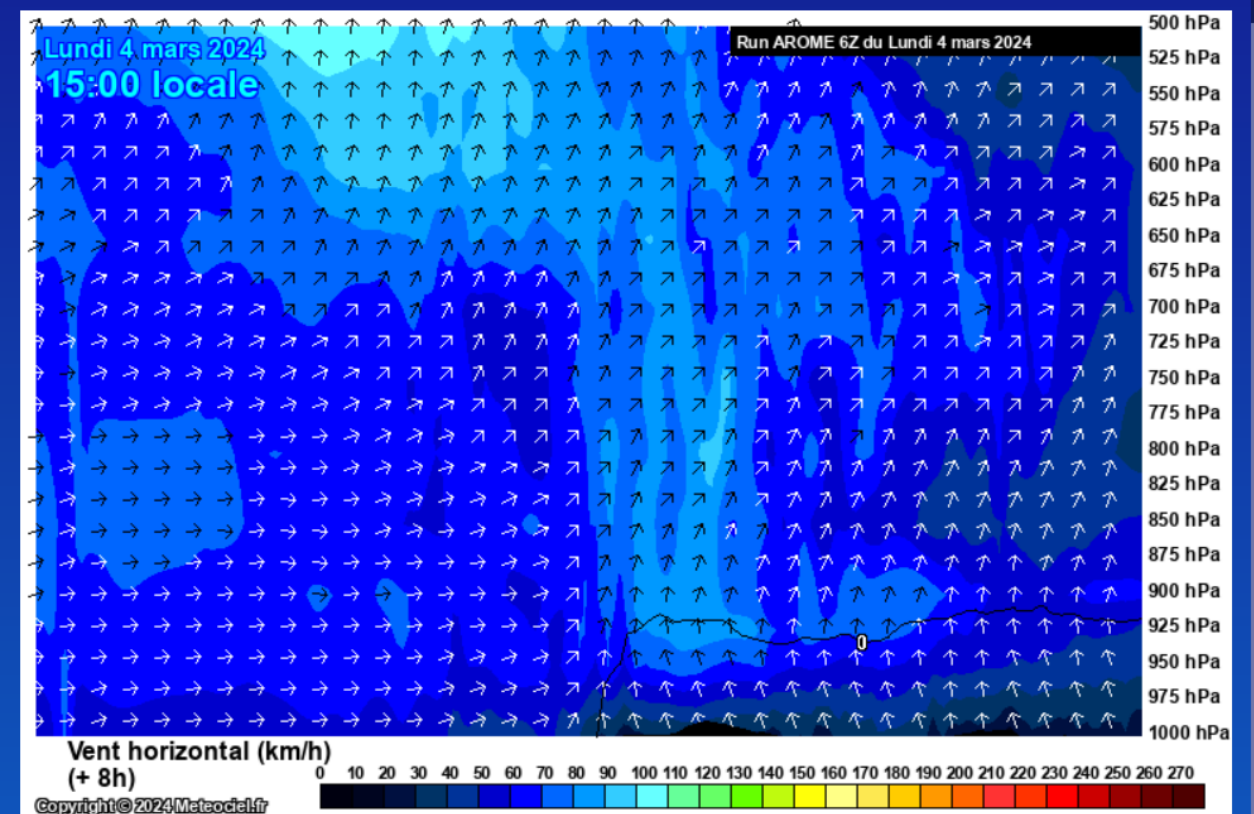 500 hPa
Lundi 4 mars 2024
Run AROME 6Z du Lundi 4 mars 2024
525 hPa
15:00 locale
550 hPa
575 hPa
600 hPa
625 hPa
650 hPa
675 hPa
700 hPa
725 hPa
750 hPa
775 hPa
800 hPa
825 hPa
850 hPa
875 hPa
900 hPa
925 hPa
0
950 hPa
975 hPa
1000 hPa
Vent horizontal (km/h)
(+ 8h)
0 10 20 30 40 50 60 70 80 90 100 110 120 130 140 150 160 170 180 190 200 210 220 230 240 250 260 270
Copyright © 2024 Meteociel.fr